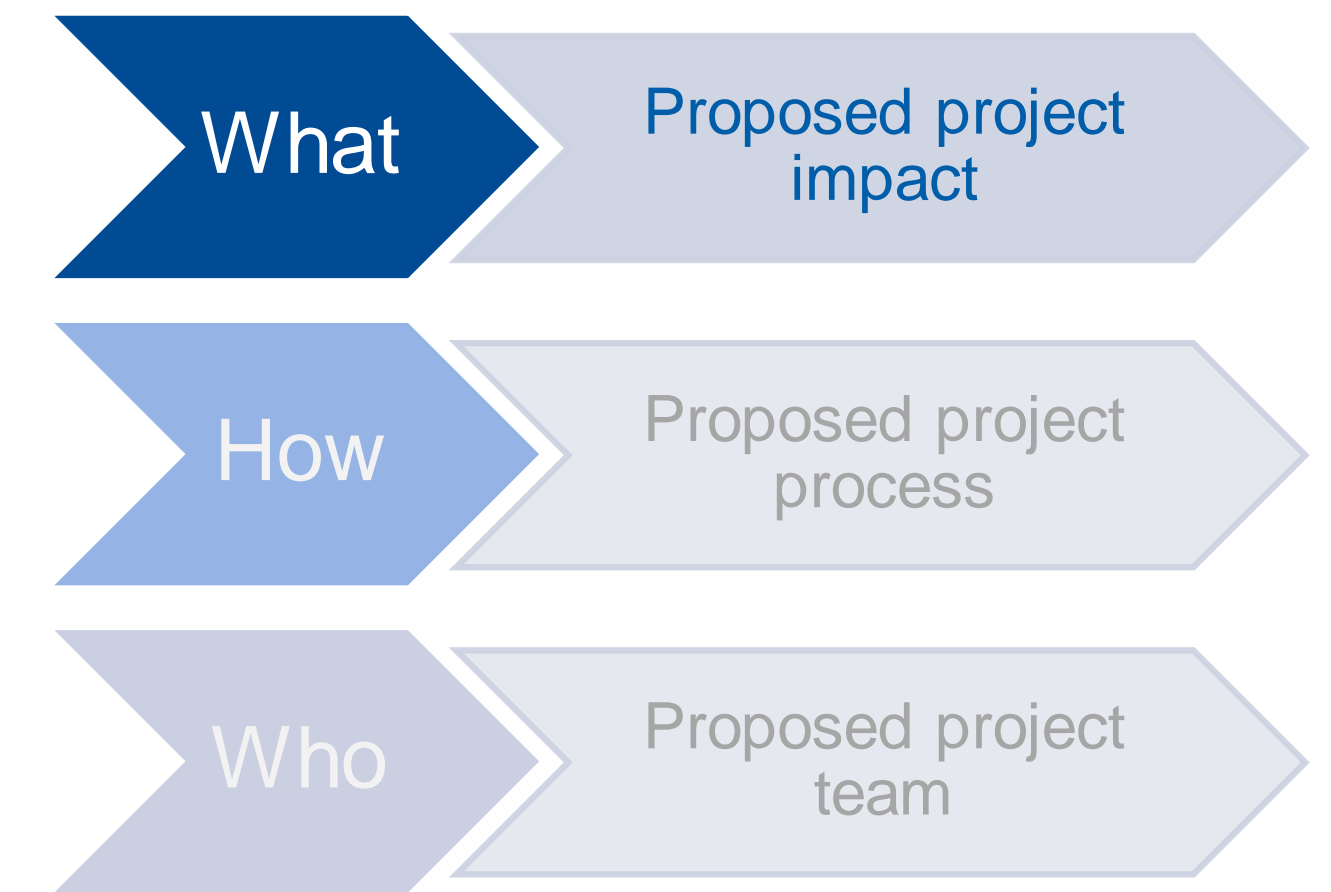 What
Proposed project
impact
How
Proposed project
process
Who
Proposed project
team